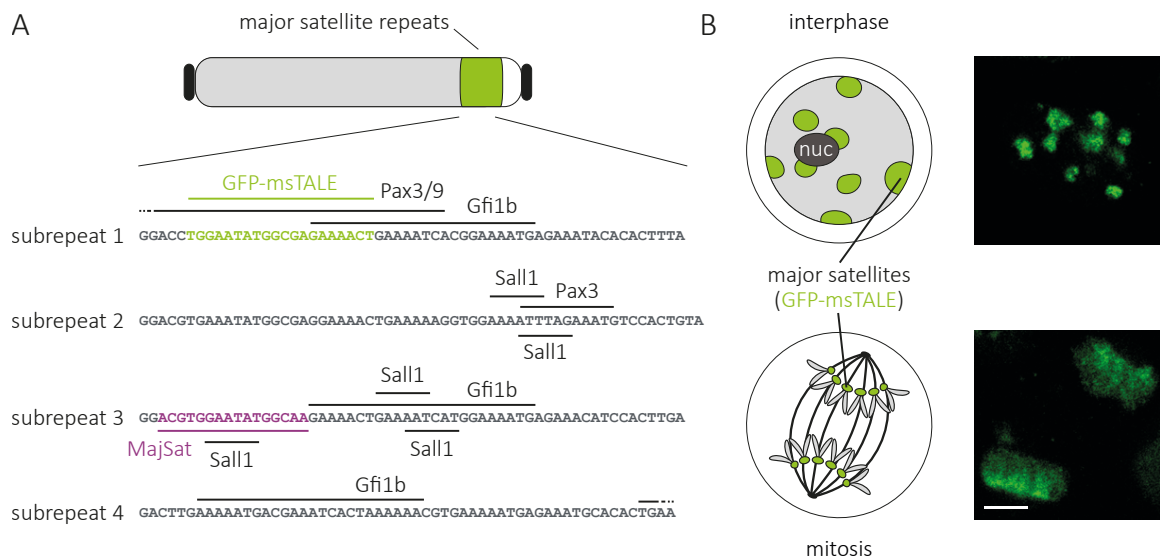 A
major satellite repeats
GFP-msTALE
Pax3/9
Gfi1b
subrepeat 1 GGACCTGGAATATGGCGAGAAAACTGAAAATCACGGAAAATGAGAAATACACACTTTA
Sall1
Pax3
subrepeat 2 GGACGTGAAATATGGCGAGGAAAACTGAAAAAGGTGGAAAATTTAGAAATGTCCACTGTA
Sall1
Sall1
Gfi1b
subrepeat 3 GGACGTGGAATATGGCAAGAAAACTGAAAATCATGGAAAATGAGAAACATCCACTTGA
MajSat
Sall1
Sall1
Gfi1b
subrepeat 4 GACTTGAAAAATGACGAAATCACTAAAAAACGTGAAAAATGAGAAATGCACACTGAA
B
interphase
nuc
major satellites
(GFP-msTALE)
mitosis